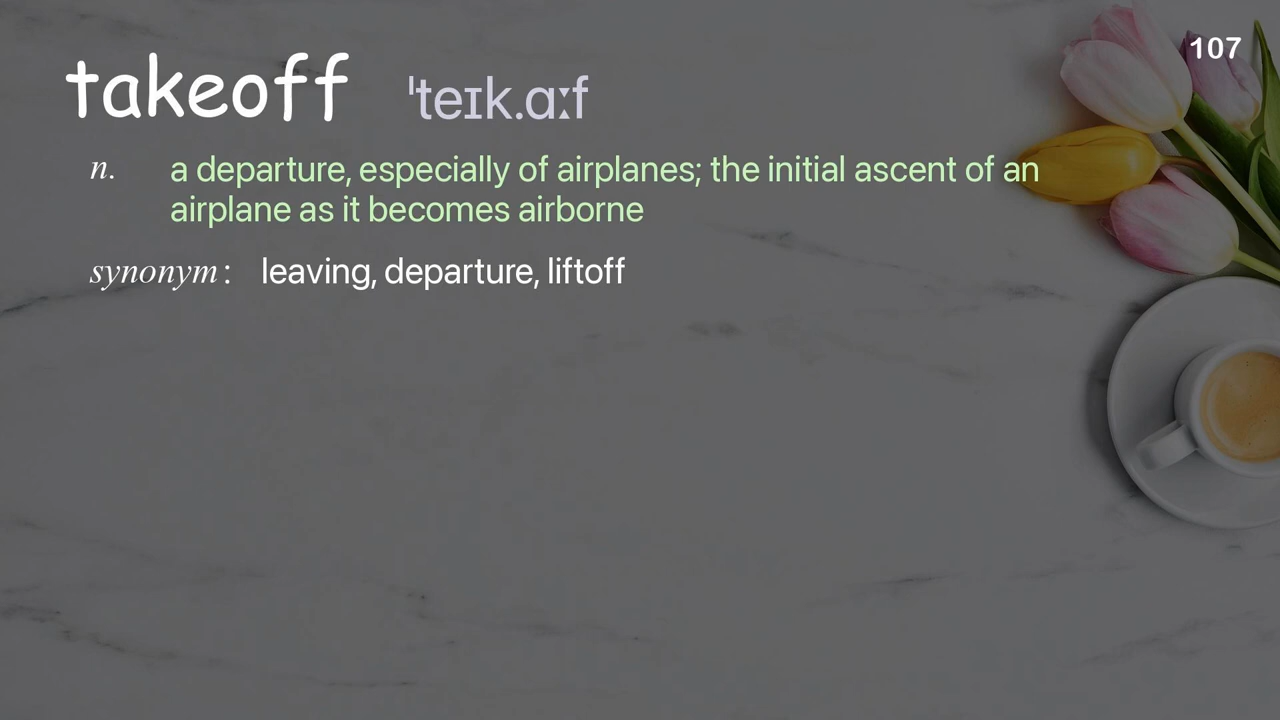 107
takeoff ˈteɪk.ɑːf
n. a departure, especially of airplanes; the initial ascent of an
airplane as it becomes airborne
synonym: leaving, departure, liftoff